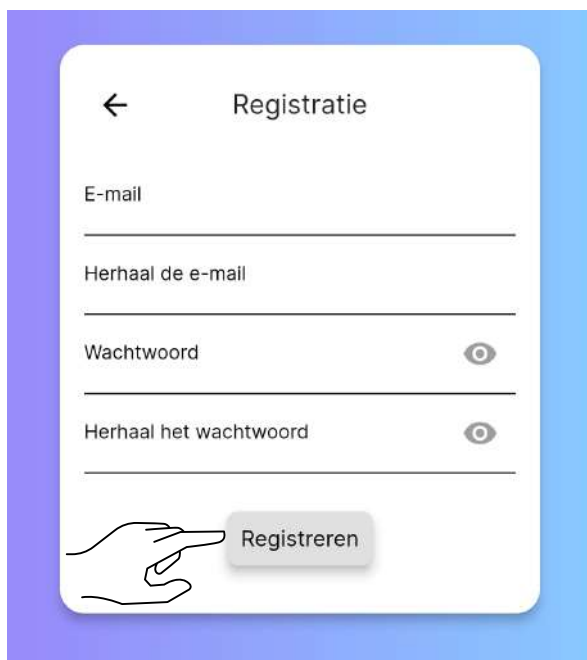 Registratie
E-mail
Herhaal de e-mail
Wachtwoord
Herhaal het wachtwoord
Registreren